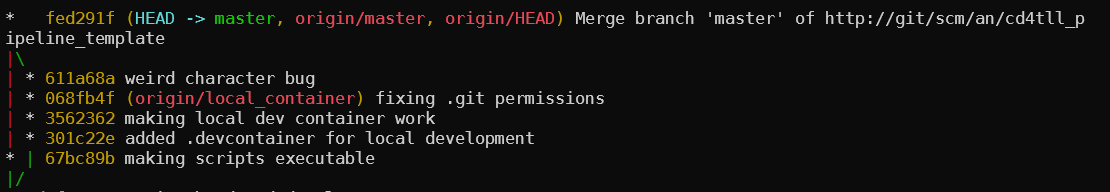 *   fed291f (HEAD -> master, origin/master, origin/HEAD) Merge branch 'master' of http://git/scm/an/cd4tll_p
ipeline_template
|\
| * 611a68a weird character bug
| * 068fb4f (origin/local_container) fixing .git permissions
| * 3562362 making local dev container work
| * 301c22e added .devcontainer for local development
* | 67bc89b making scripts executable
|/